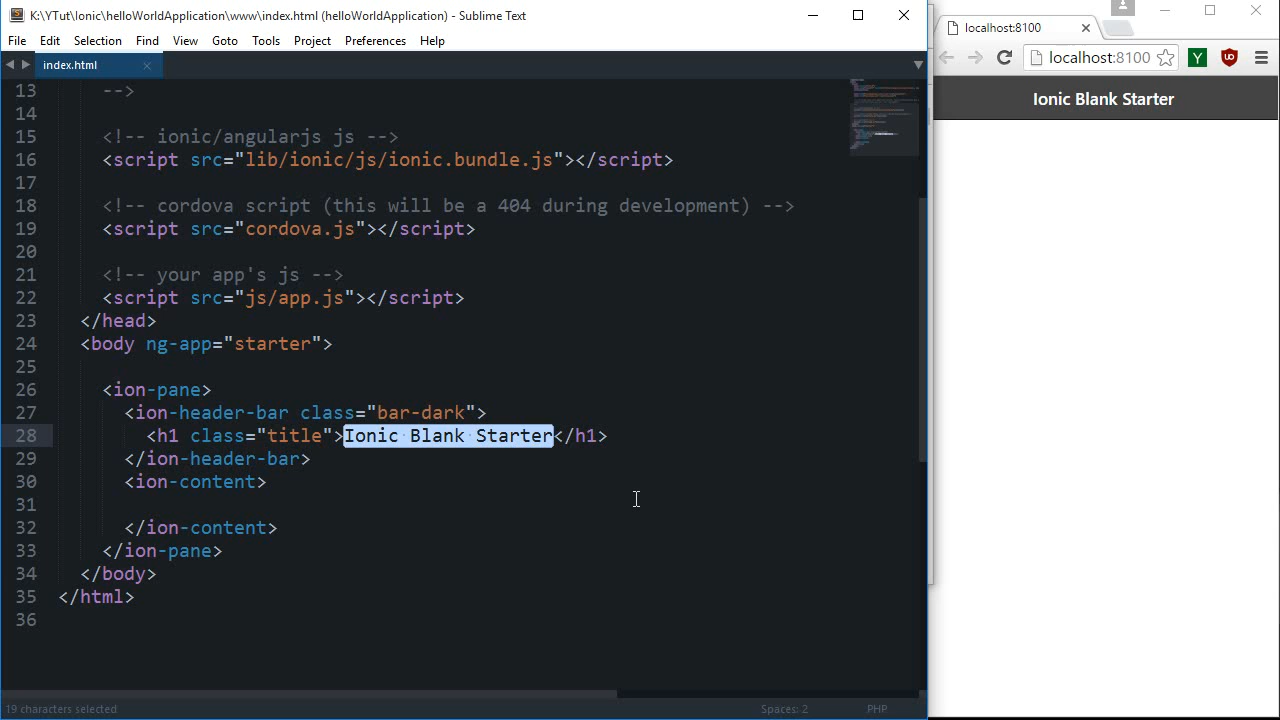 K:\YTut\Ionic\helloWorldApplication\www\index.html (helloWorldApplication) - Sublime Text
File Edit Selection Find View Goto Tools Project Preferences Help
index.html
13 -->
14
15 <!-- ionic/angularjs js -->
16 <script src="lib/ionic/js/ionic.bundle.js"></script>
17
18 <!-- cordova script (this will be a 404 during development) -->
19 <script src="cordova.js"></script>
20
21 <!-- your app's js -->
22 <script src="js/app.js"></script>
23 </head>
24 <body ng-app="starter">
25
26 <ion-pane>
27 <ion-header-bar class="bar-dark">
28 <h1 class="title">Ionic Blank Starter</h1>
29 </ion-header-bar>
30 <ion-content>
31
32 </ion-content>
33 </ion-pane>
34 </body>
35 </html>
36
19 characters selected Spaces: 2 PHP
localhost:8100
localhost:8100 Y UO
Ionic Blank Starter